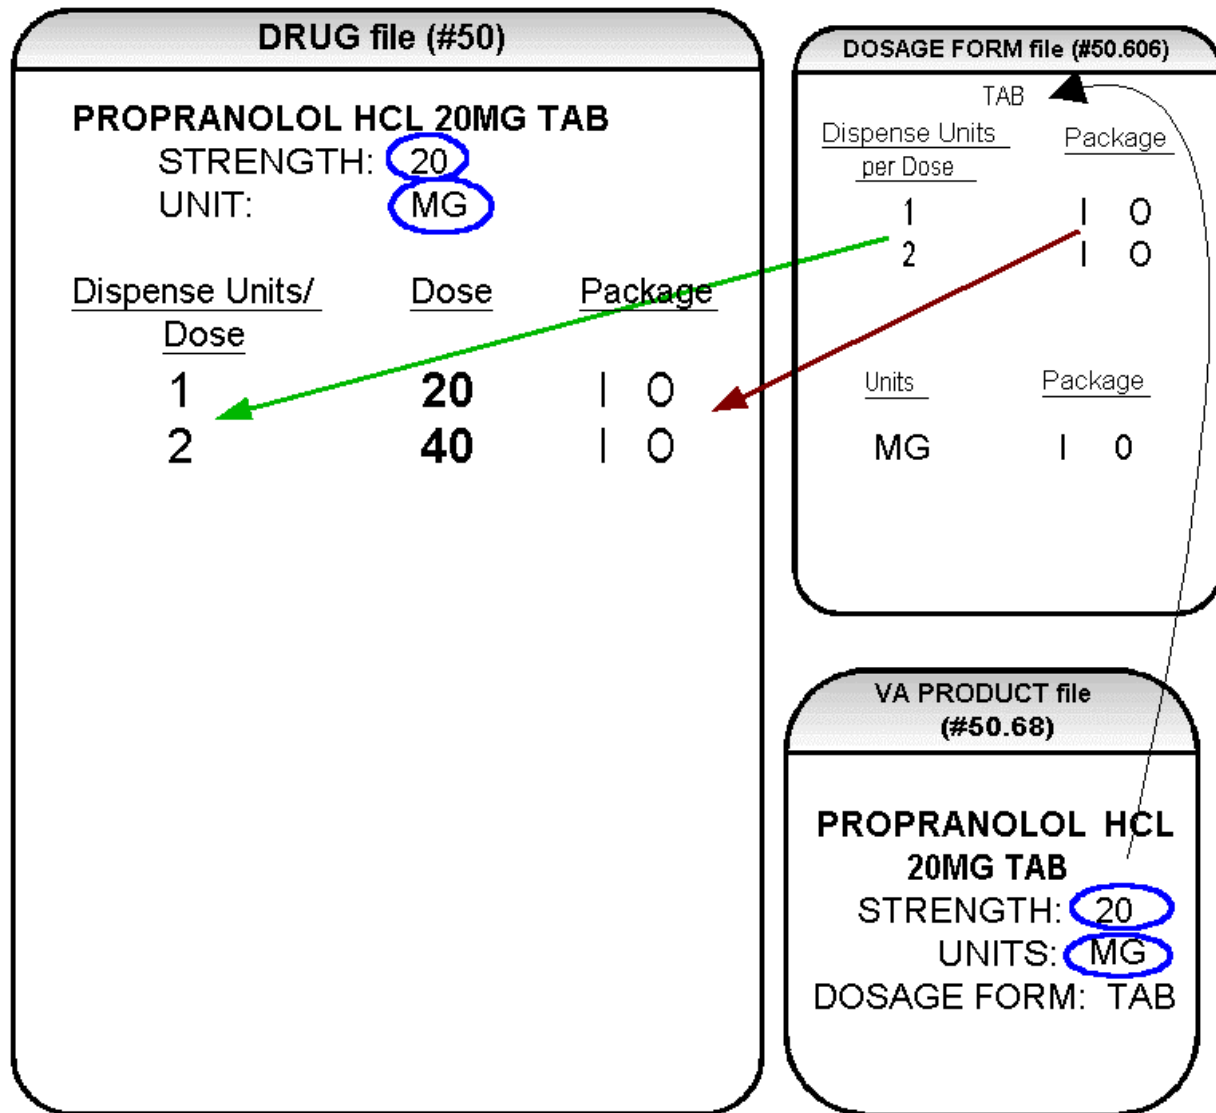 DRUG file (#50)
PROPRANOLOL HCL 20MG TAB
STRENGTH: 20
UNIT: MG
Dispense Units/ Dose Package
Dose
1 20 I O
2 40 I O
DOSAGE FORM file (#50.606)
TAB
Dispense Units Package
per Dose
1 I O
2 I O
Units Package
MG I O
VA PRODUCT file
(#50.68)
PROPRANOLOL HCL
20MG TAB
STRENGTH: 20
UNITS: MG
DOSAGE FORM: TAB